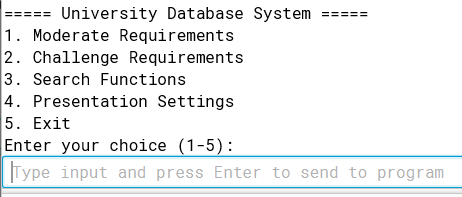 ===== University Database System =====
1. Moderate Requirements
2. Challenge Requirements
3. Search Functions
4. Presentation Settings
5. Exit
Enter your choice (1-5):
Type input and press Enter to send to program